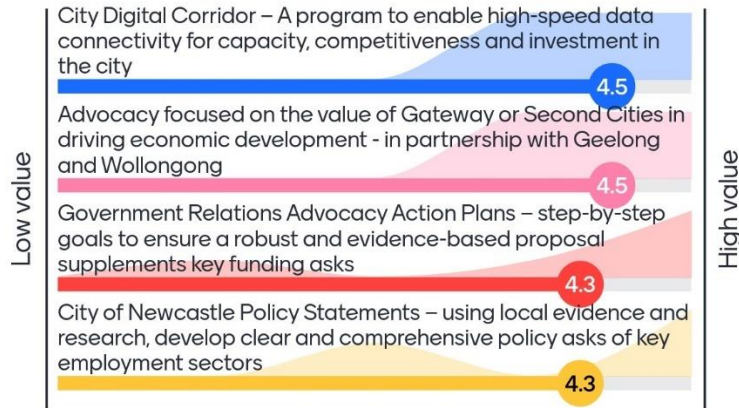 City Digital Corridor – A program to enable high-speed data
connectivity for capacity, competitiveness and investment in
the city
4.5
Advocacy focused on the value of Gateway or Second Cities in
driving economic development - in partnership with Geelong
and Wollongong
4.5
Government Relations Advocacy Action Plans – step-by-step
goals to ensure a robust and evidence-based proposal
supplements key funding asks
4.3
City of Newcastle Policy Statements – using local evidence and
research, develop clear and comprehensive policy asks of key
employment sectors
4.3
Low value
High value